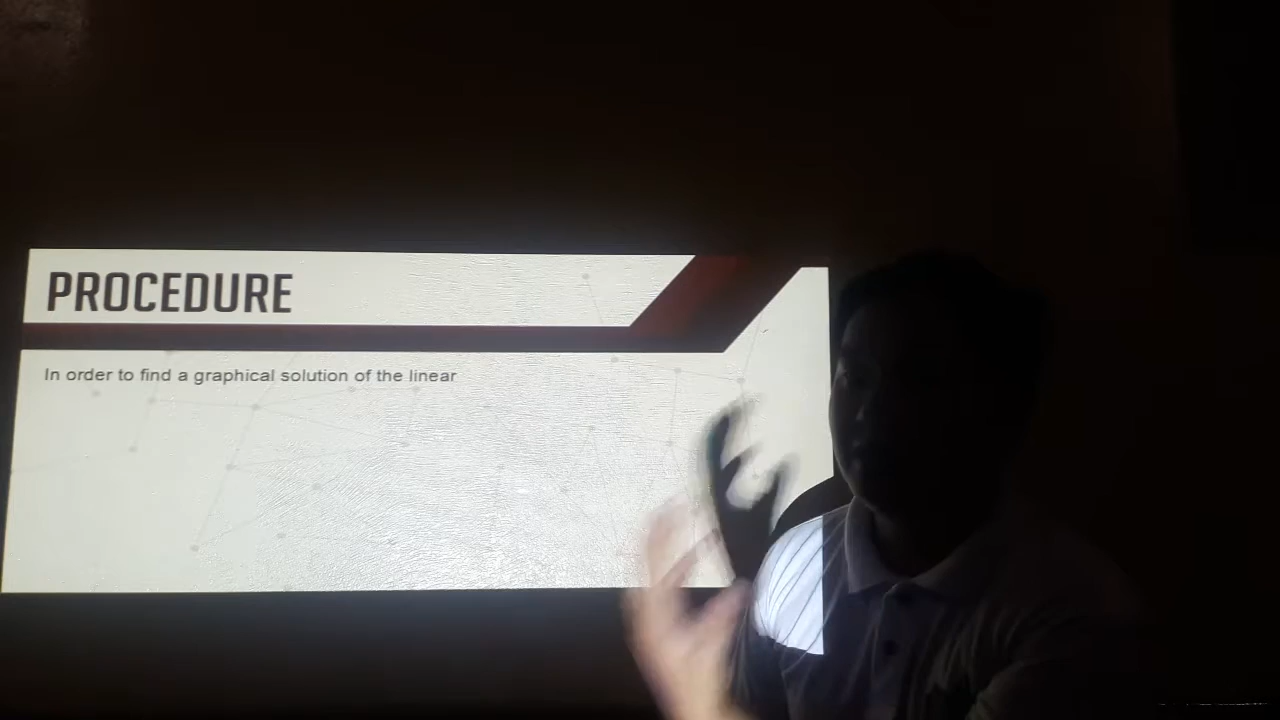 PROCEDURE
In order to find a graphical solution of the linear